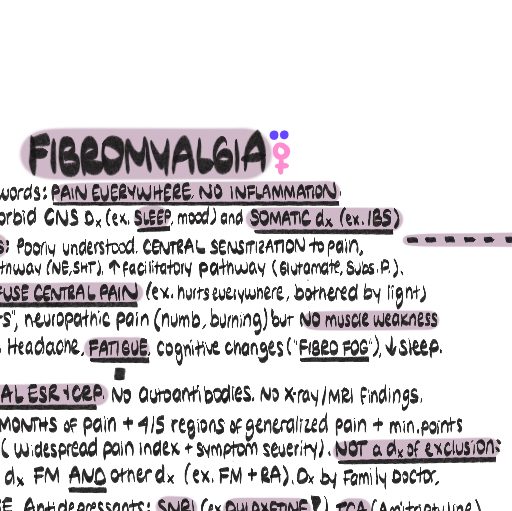 FIBROMYALGIA
words: PAIN EVERYWHERE, NO INFLAMMATION.
orbid CNS Dx (ex. SLEEP, mood) and SOMATIC dx (ex. IBS)
: Poorly understood. CENTRAL SENSITIZATION to pain,
thway (NE, 5HT), ↑ facilitatory pathway (Glutamate, Subs. P.).
FUSE CENTRAL PAIN (ex. hurts everywhere, bothered by light)
rs", neuropathic pain (numb, burning) but NO muscle weakness
Headache, FATIGUE, cognitive changes ("FIBRO FOG"), ↓ SLEEP.
AL ESR + CRP. No autoantibodies. No X-ray/MRI findings.
MONTHS of pain + 4/5 regions of generalized pain + min. points
(widespread pain index + symptom severity). NOT a dx of exclusion:
dx FM AND other dx (ex. FM + RA). Dx by Family Doctor.
Antidepressants: SNRI (ex DULOXETINE), TCA (Amitriptyline)